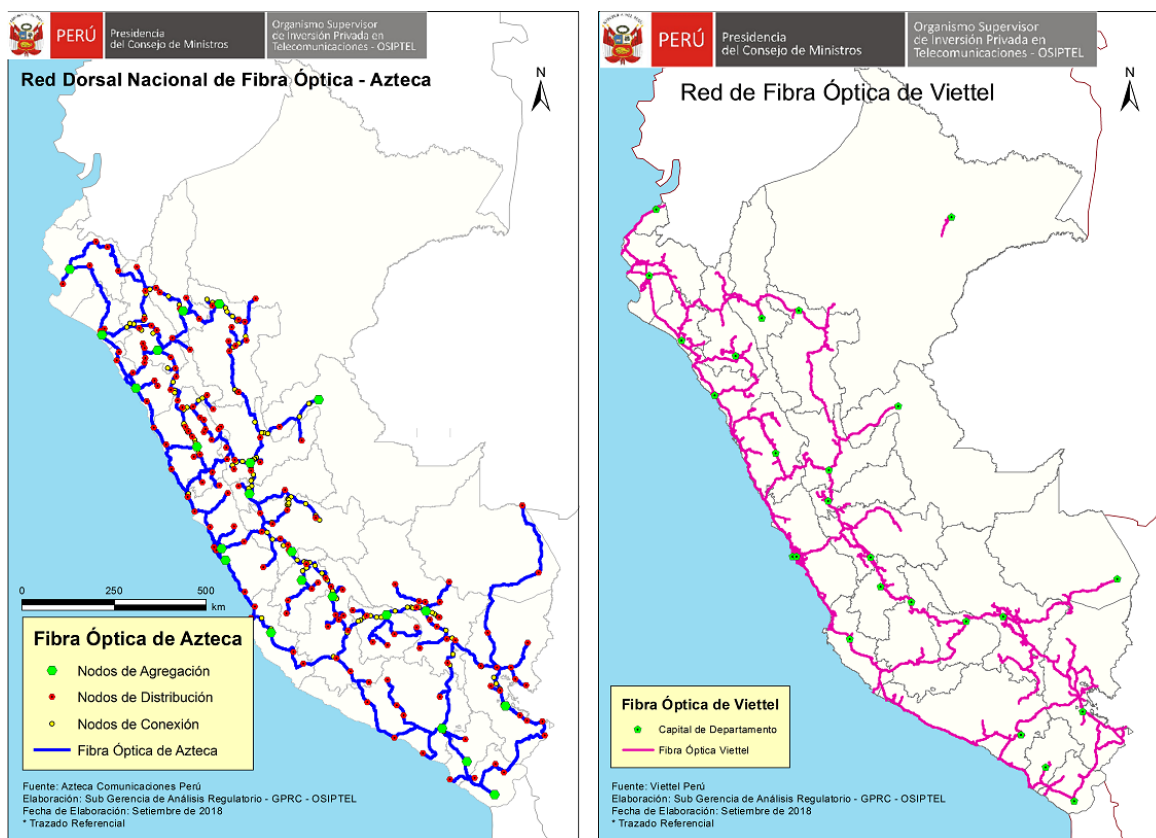 PERÚ
Presidencia
del Consejo de Ministros
Organismo Supervisor
de Inversión Privada en
Telecomunicaciones - OSIPTEL
Red Dorsal Nacional de Fibra Óptica - Azteca
N
0
250
500
km
Fibra Óptica de Azteca
Nodos de Agregación
Nodos de Distribución
Nodos de Conexión
Fibra Óptica de Azteca
Fuente: Azteca Comunicaciones Perú
Elaboración: Sub Gerencia de Análisis Regulatorio - GPRC - OSIPTEL
Fecha de Elaboración: Setiembre de 2018
* Trazado Referencial
PERÚ
Presidencia
del Consejo de Ministros
Organismo Supervisor
de Inversión Privada en
Telecomunicaciones - OSIPTEL
Red de Fibra Óptica de Viettel
N
Fibra Óptica de Viettel
Capital de Departamento
Fibra Óptica Viettel
Fuente: Viettel Perú
Elaboración: Sub Gerencia de Análisis Regulatorio - GPRC - OSIPTEL
Fecha de Elaboración: Setiembre de 2018
* Trazado Referencial